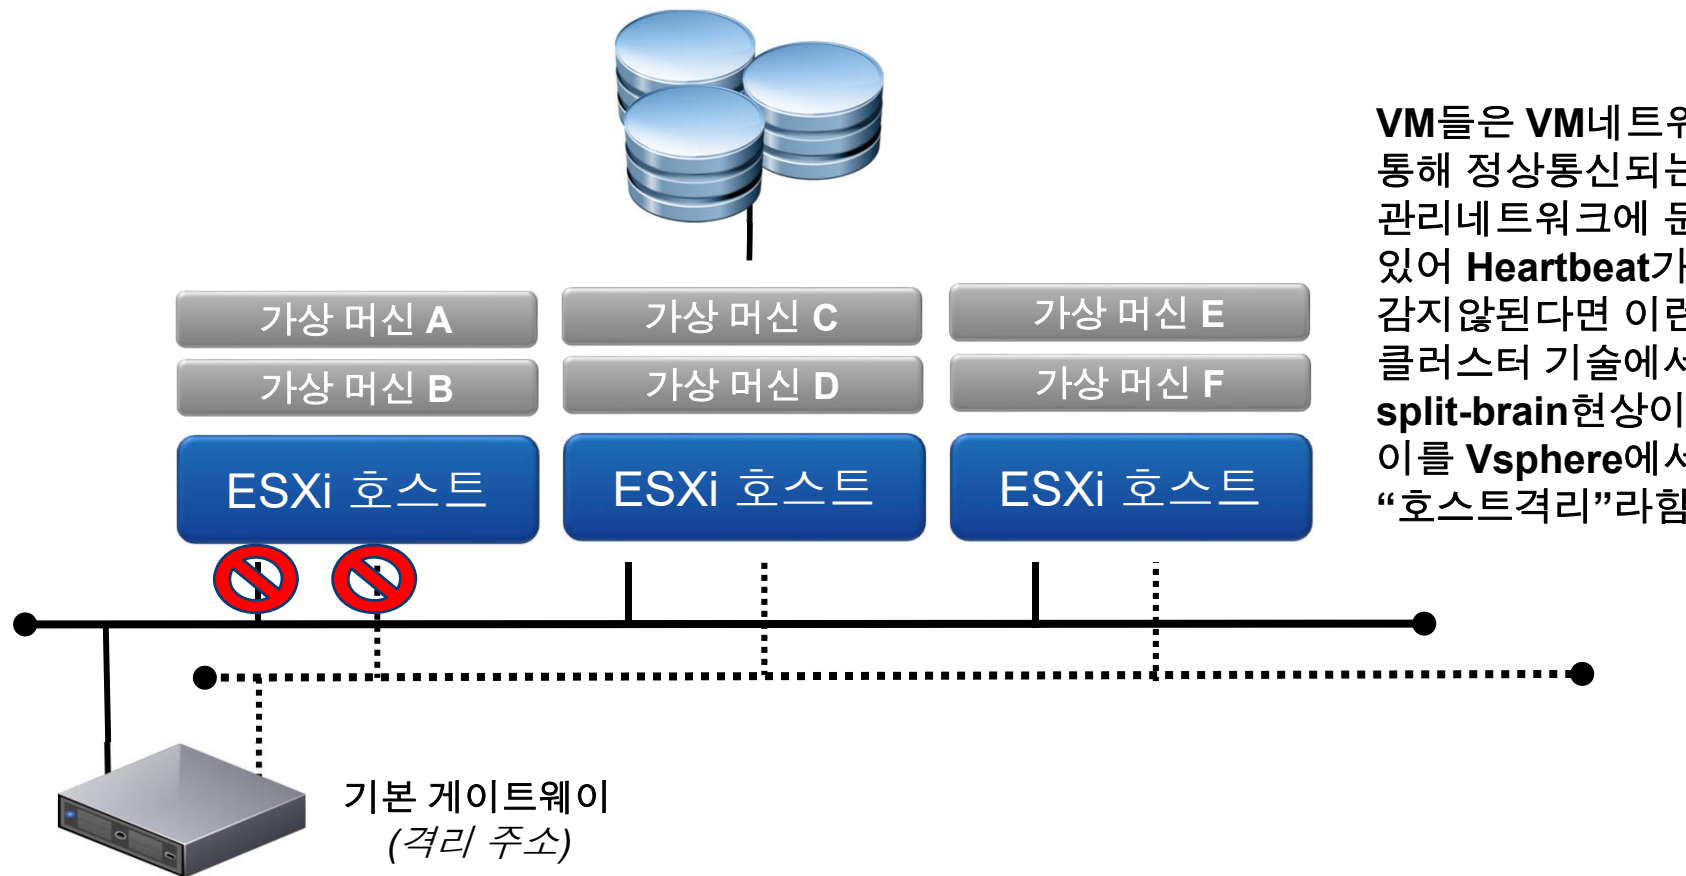 VM들은 VM네트
통해 정상통신되는
관리네트워크에
있어 Heartbeat가
감지않된다면 이런
클러스터 기술에서
split-brain현상이
이를 Vsphere에서
“호스트격리”라함
가상 머신 A
가상 머신 C
가상 머신 E
가상 머신 B
가상 머신 D
가상 머신 F
ESXi 호스트
ESXi 호스트
ESXi 호스트
기본 게이트웨이
(격리 주소)